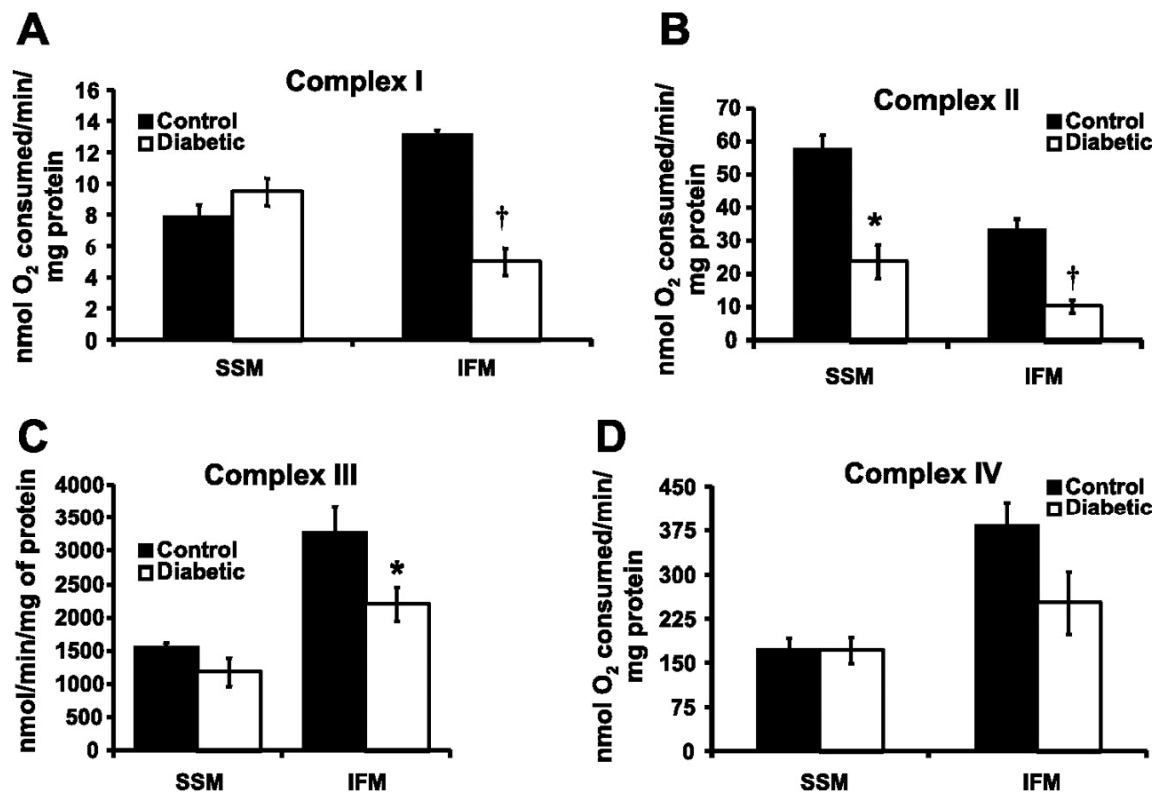 A
Complex I
nmol O₂ consumed/min/
mg protein
16
14
12
10
8
6
4
2
0
Control
Diabetic
†
SSM
IFM
B
Complex II
nmol O₂ consumed/min/
mg protein
70
60
50
40
30
20
10
0
Control
Diabetic
*
†
SSM
IFM
C
Complex III
nmol/min/mg of protein
4000
3500
3000
2500
2000
1500
1000
500
0
Control
Diabetic
*
SSM
IFM
D
Complex IV
nmol O₂ consumed/min/
mg protein
450
375
300
225
150
75
0
Control
Diabetic
SSM
IFM